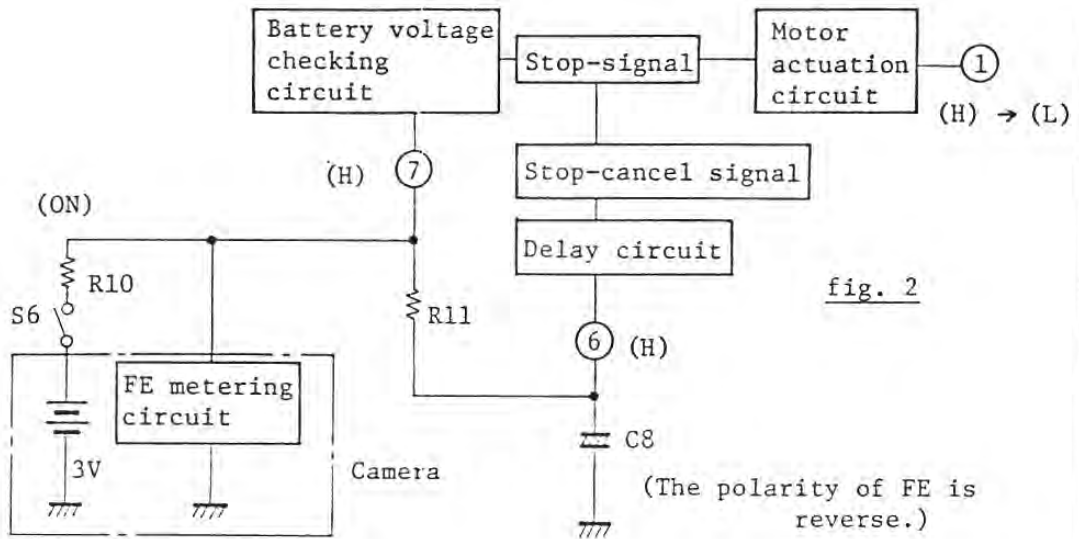 Battery voltage
checking
circuit
Stop-signal
Motor
actuation
circuit
1
(H) → (L)
(H)
7
Stop-cancel signal
(ON)
Delay circuit
R10
S6
R11
fig. 2
6
(H)
FE metering
circuit
C8
3V
Camera
(The polarity of FE is
reverse.)